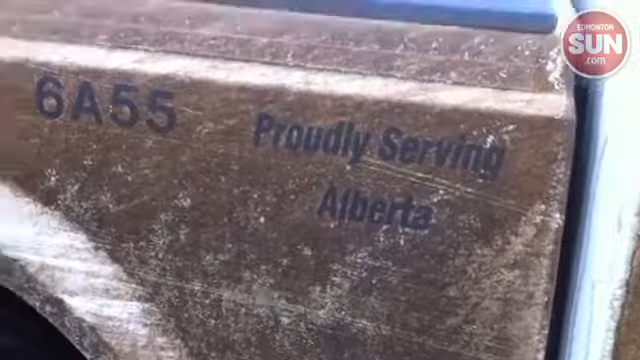 EDMONTON
SUN
.com
6A55
Proudly Serving
Alberta